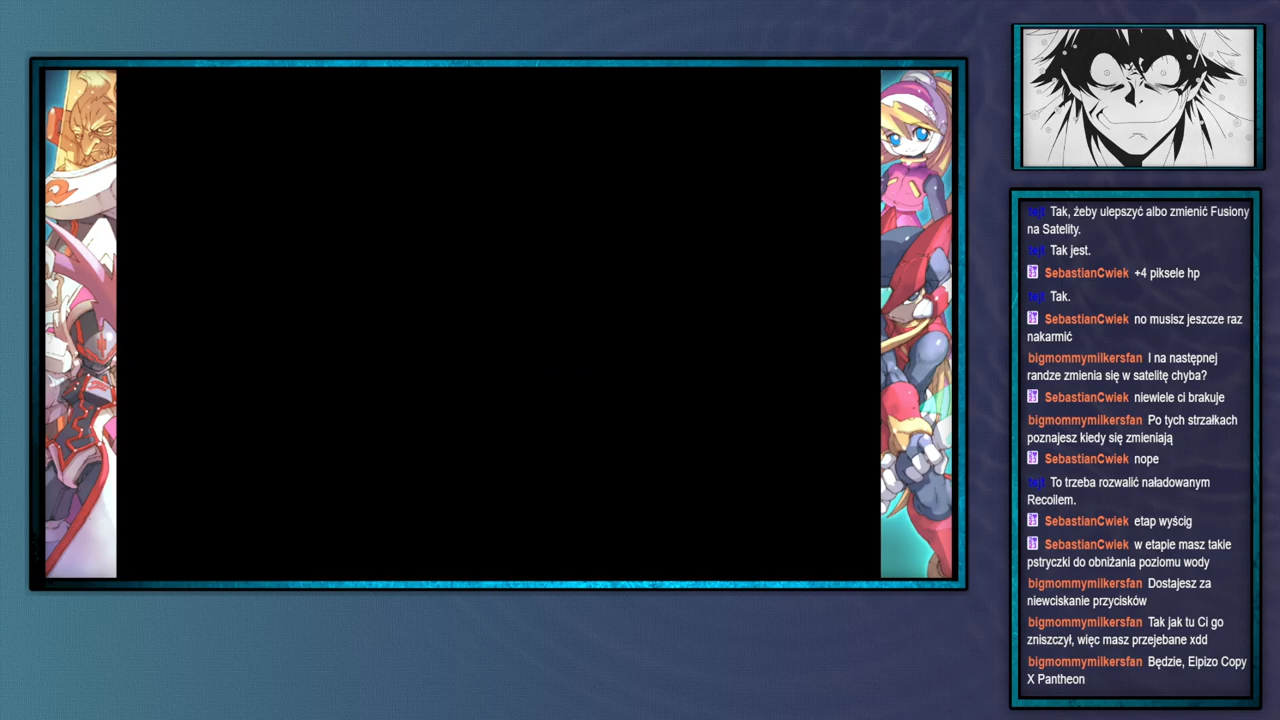 tejt Tak, żeby ulepszyć albo zmienić Fusiony
na Satelity.
tejt Tak jest.
SebastianCwiek +4 piksele hp
tejt Tak.
SebastianCwiek no musisz jeszcze raz
nakarmić
bigmommymilkersfan I na następnej
randze zmienia się w satelitę chyba?
SebastianCwiek niewiele ci brakuje
bigmommymilkersfan Po tych strzałkach
poznajesz kiedy się zmieniają
SebastianCwiek nope
tejt To trzeba rozwalić naładowanym
Recoilem.
SebastianCwiek etap wyścig
SebastianCwiek w etapie masz takie
pstryczki do obniżania poziomu wody
bigmommymilkersfan Dostajesz za
niewciskanie przycisków
bigmommymilkersfan Tak jak tu Ci go
zniszczył, więc masz przejebane xdd
bigmommymilkersfan Będzie, Elpizo Copy
X Pantheon